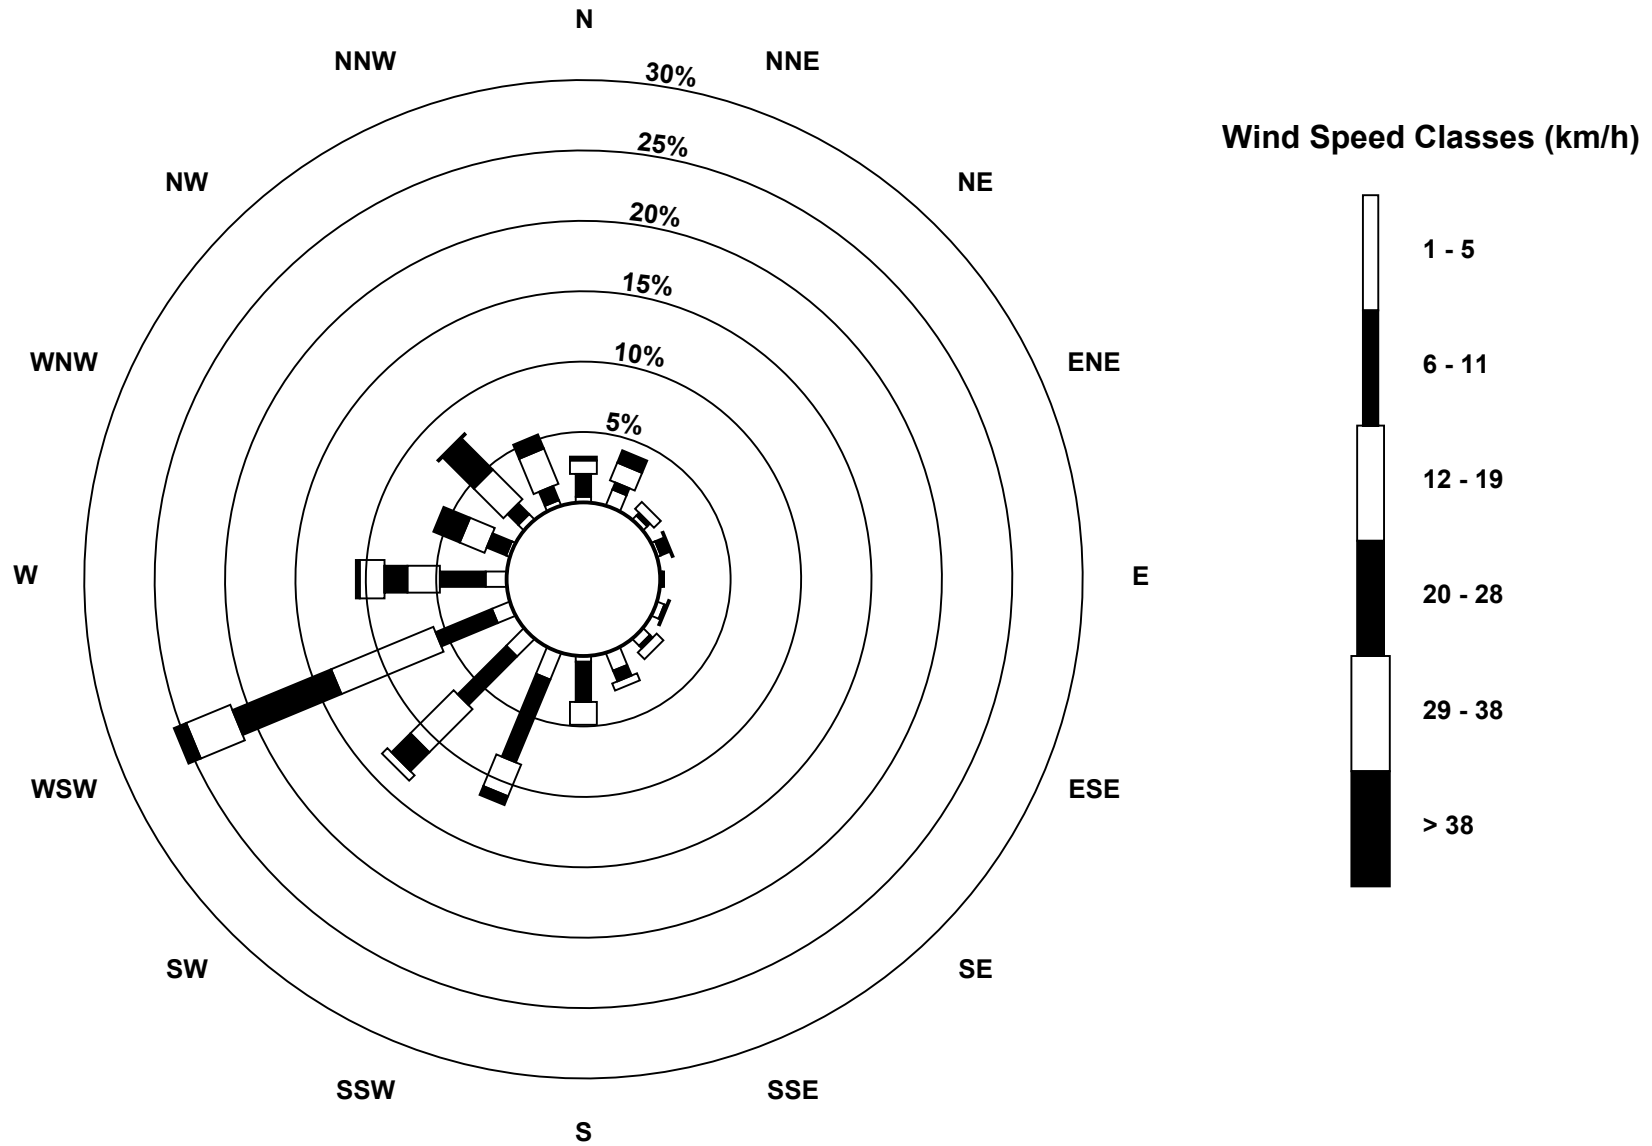 N
NNW
NNE
30%
Wind Speed Classes (km/h)
25%
NW
NE
20%
1 - 5
15%
WNW
10%
ENE
6 - 11
5%
12 - 19
W
E
20 - 28
29 - 38
WSW
ESE
> 38
SW
SE
SSW
SSE
S